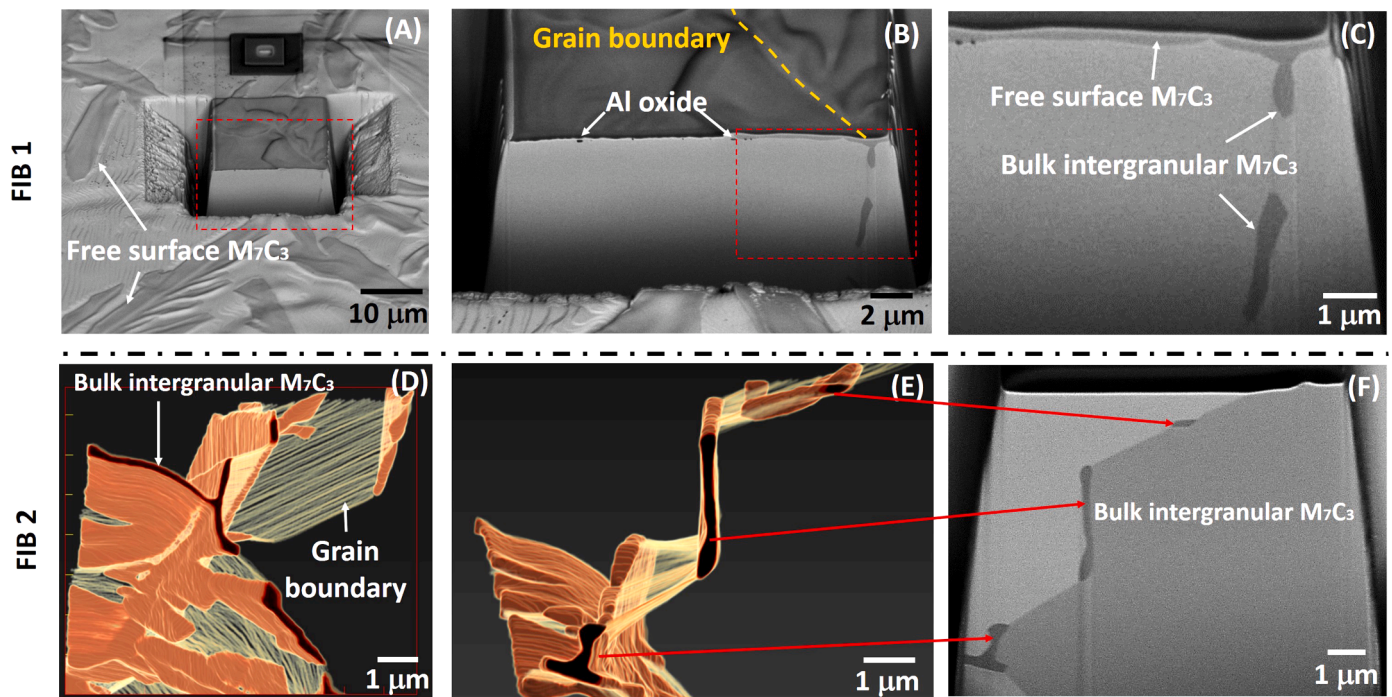 FIB 1
(A)
Free surface M₇C₃
10 μm
(B)
Grain boundary
Al oxide
2 μm
(C)
Free surface M₇C₃
Bulk intergranular M₇C₃
1 μm
FIB 2
(D)
Bulk intergranular M₇C₃
Grain
boundary
1 μm
(E)
1 μm
(F)
Bulk intergranular M₇C₃
1 μm